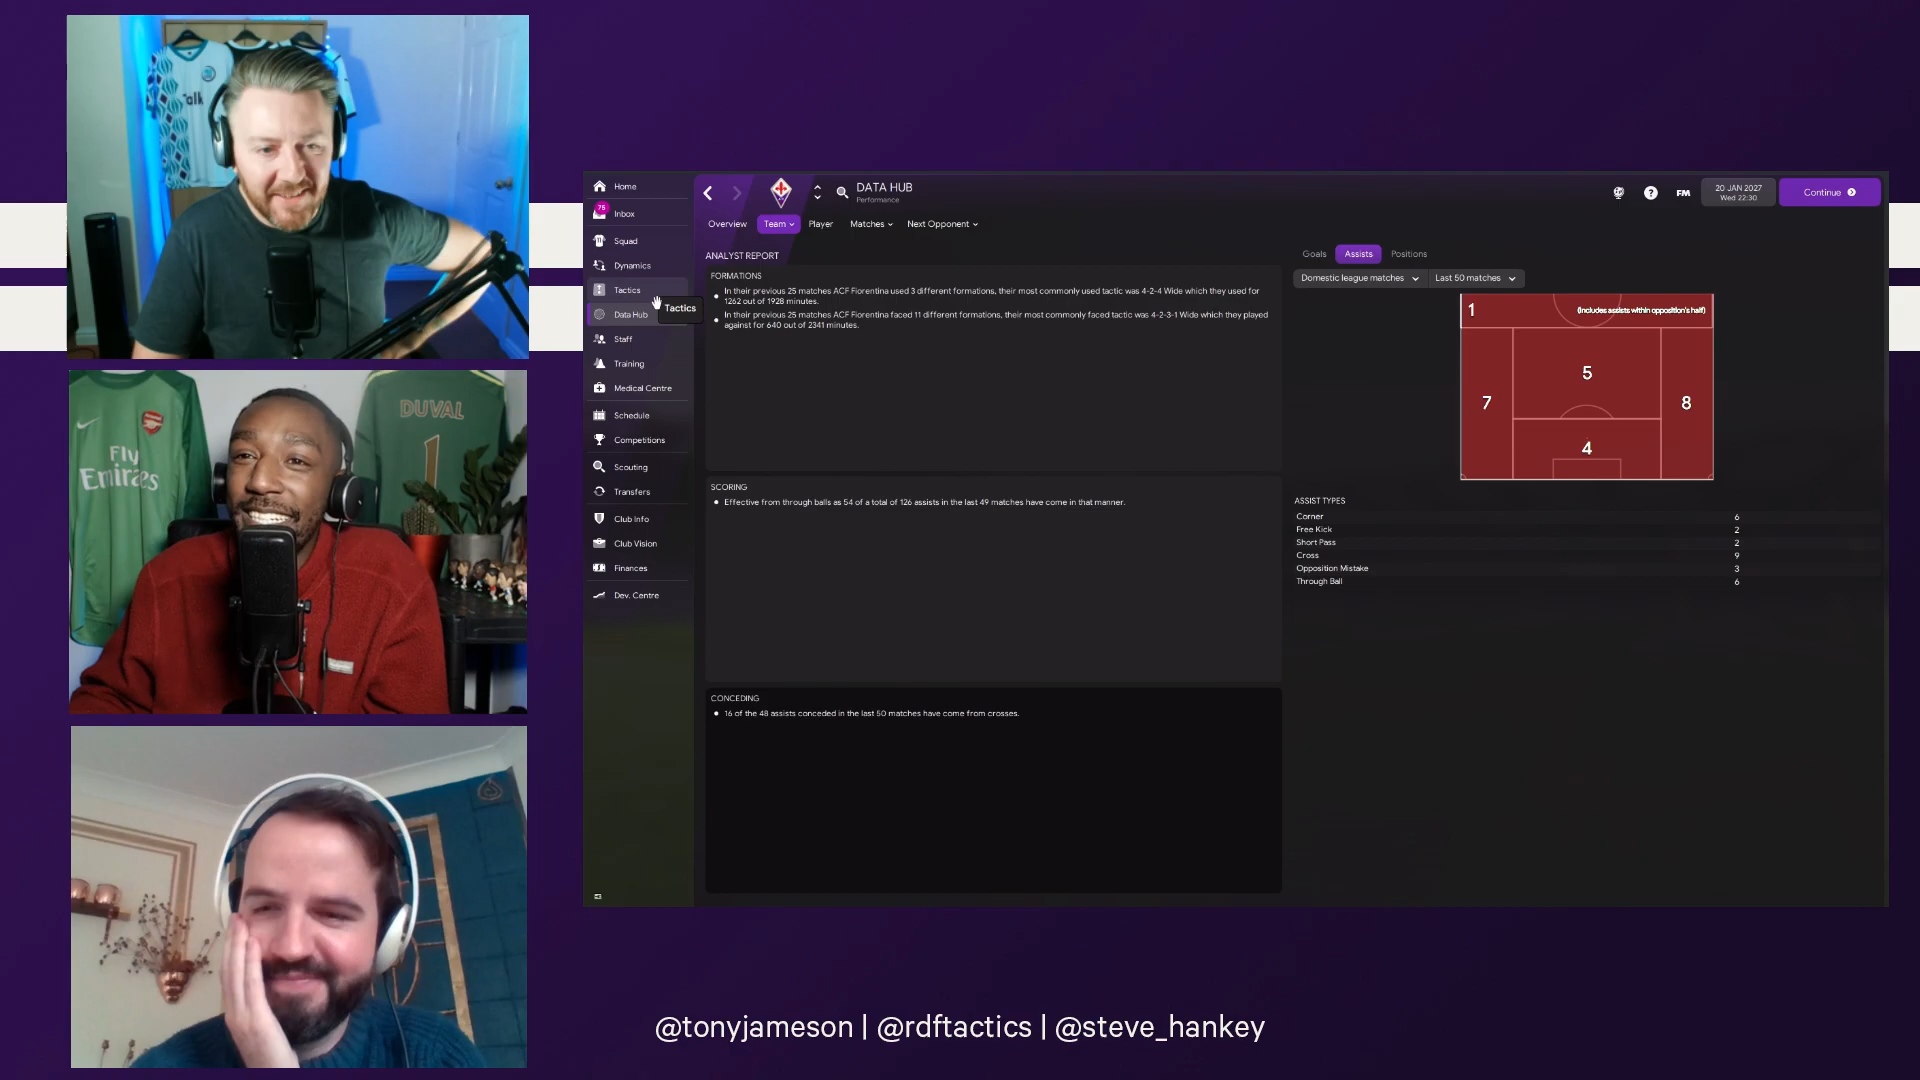 Talk
Fly
Emirates
DUVAL
1
Home
75
Inbox
Squad
Dynamics
Tactics
Tactics
Data Hub
Staff
Training
Medical Centre
Schedule
Competitions
Scouting
Transfers
Club Info
Club Vision
Finances
Dev. Centre
DATA HUB
Performance
FM
20 JAN 2027
Wed 22:30
Continue
Overview
Team
Player
Matches
Next Opponent
ANALYST REPORT
FORMATIONS
In their previous 25 matches ACF Fiorentina used 3 different formations, their most commonly used tactic was 4-2-4 Wide which they used for
1262 out of 1928 minutes.
In their previous 25 matches ACF Fiorentina faced 11 different formations, their most commonly faced tactic was 4-2-3-1 Wide which they played
against for 640 out of 2341 minutes.
SCORING
Effective from through balls as 54 of a total of 126 assists in the last 49 matches have come in that manner.
CONCEDING
16 of the 48 assists conceded in the last 50 matches have come from crosses.
Goals
Assists
Positions
Domestic league matches
Last 50 matches
1
(Includes assists within opposition's half)
5
7
8
4
ASSIST TYPES
Corner 6
Free Kick 2
Short Pass 2
Cross 9
Opposition Mistake 3
Through Ball 6
@tonyjameson | @rdftactics | @steve_hankey